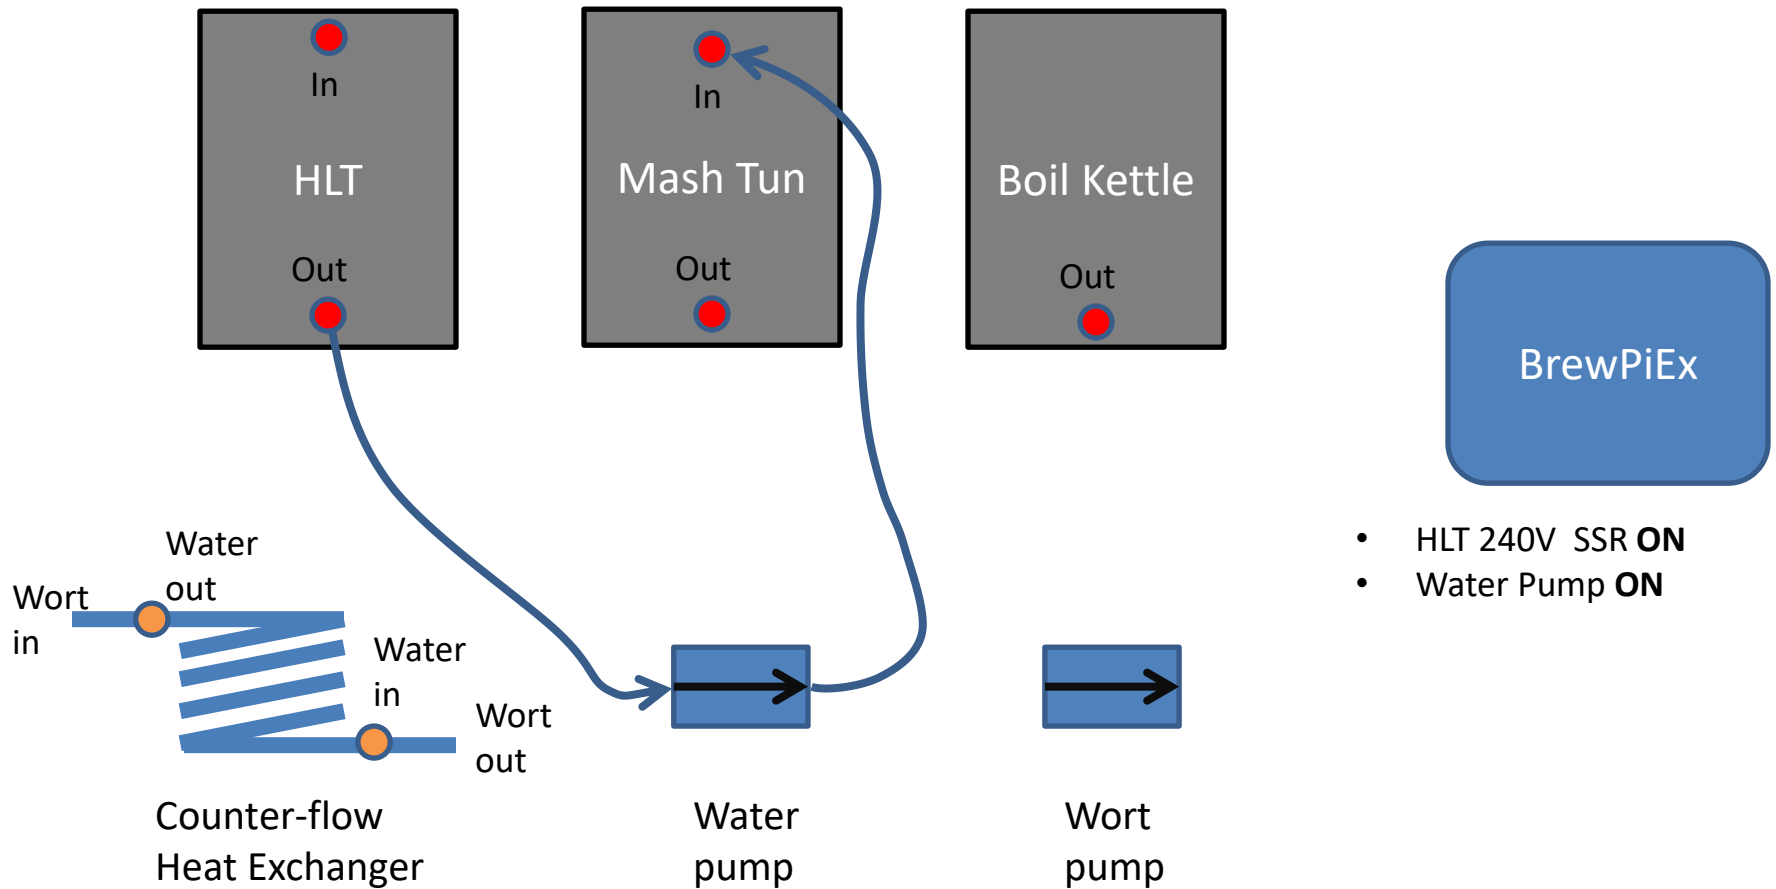 In
HLT
Out
In
Mash Tun
Out
Boil Kettle
Out
BrewPiEx
• HLT 240V  SSR ON
• Water Pump ON
Water
out
Wort
in
Water
in
Wort
out
Counter-flow
Heat Exchanger
Water
pump
Wort
pump